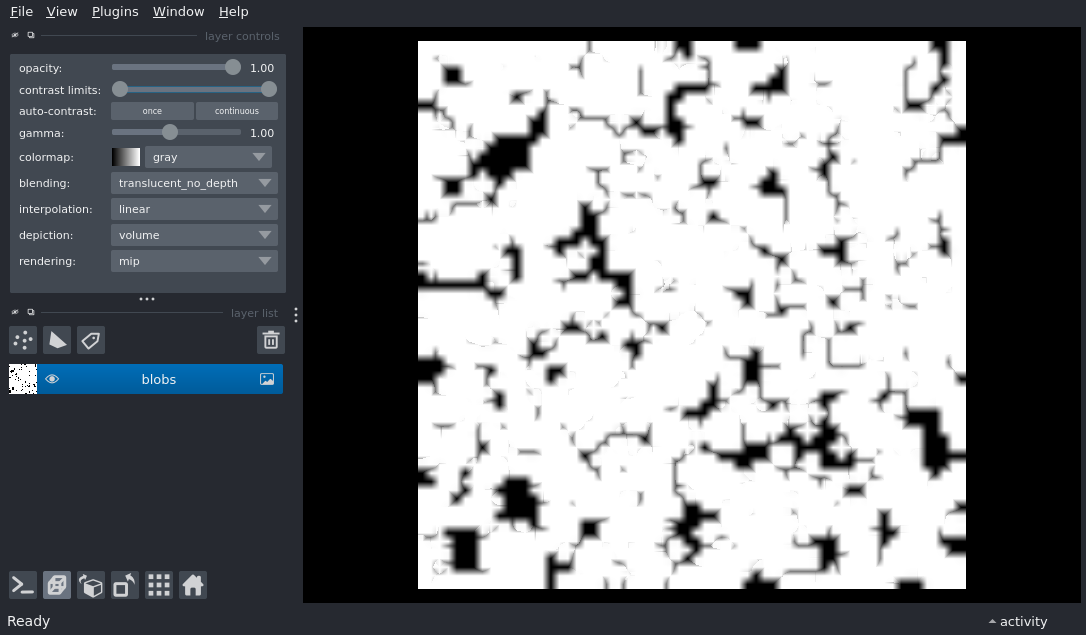 File View Plugins Window Help
layer controls
opacity: 1.00
contrast limits:
auto-contrast: once continuous
gamma: 1.00
colormap: gray
blending: translucent_no_depth
interpolation: linear
depiction: volume
rendering: mip
layer list
blobs
Ready activity